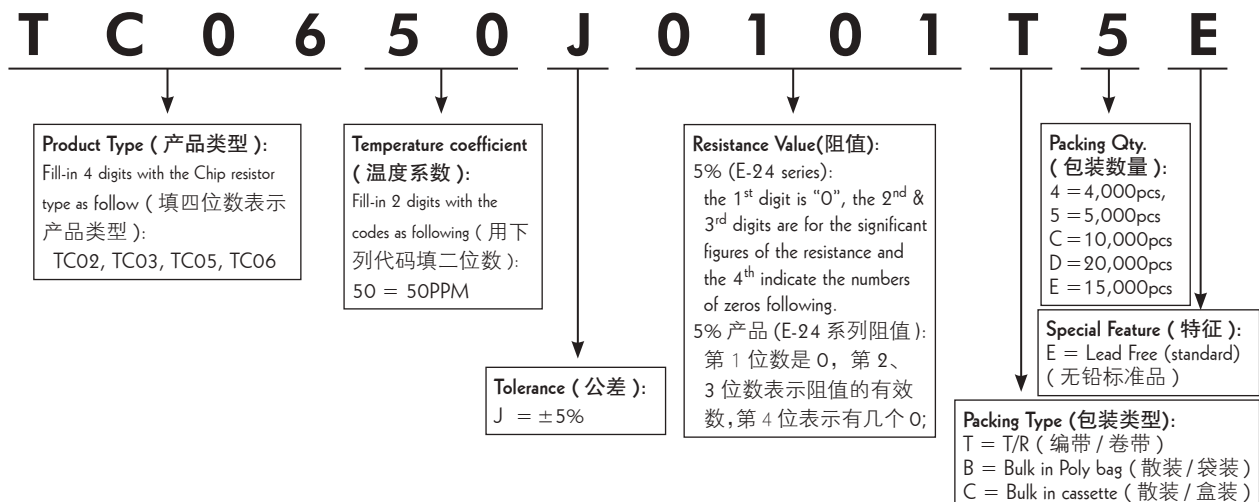 T C 0 6 5 0 J 0 1 0 1 T 5 E
Product Type ( 产品类型 ):
Fill-in 4 digits with the Chip resistor
type as follow ( 填四位数表示
产品类型 ):
TC02, TC03, TC05, TC06
Temperature coefficient
( 温度系数 ):
Fill-in 2 digits with the
codes as following ( 用下
列代码填二位数 ):
50 = 50PPM
Tolerance ( 公差 ):
J = ±5%
Resistance Value(阻值):
5% (E-24 series):
the 1st digit is “0”, the 2nd &
3rd digits are for the significant
figures of the resistance and
the 4th indicate the numbers
of zeros following.
5% 产品 (E-24 系列阻值 ):
第 1 位数是 0，第 2、
3 位数表示阻值的有效
数，第 4 位表示有几个 0;
Packing Qty.
( 包装数量 ):
4 = 4,000pcs,
5 = 5,000pcs
C = 10,000pcs
D = 20,000pcs
E = 15,000pcs
Special Feature ( 特征 ):
E = Lead Free (standard)
( 无铅标准品 )
Packing Type (包装类型):
T = T/R ( 编带 / 卷带 )
B = Bulk in Poly bag ( 散装 / 袋装 )
C = Bulk in cassette ( 散装 / 盒装 )